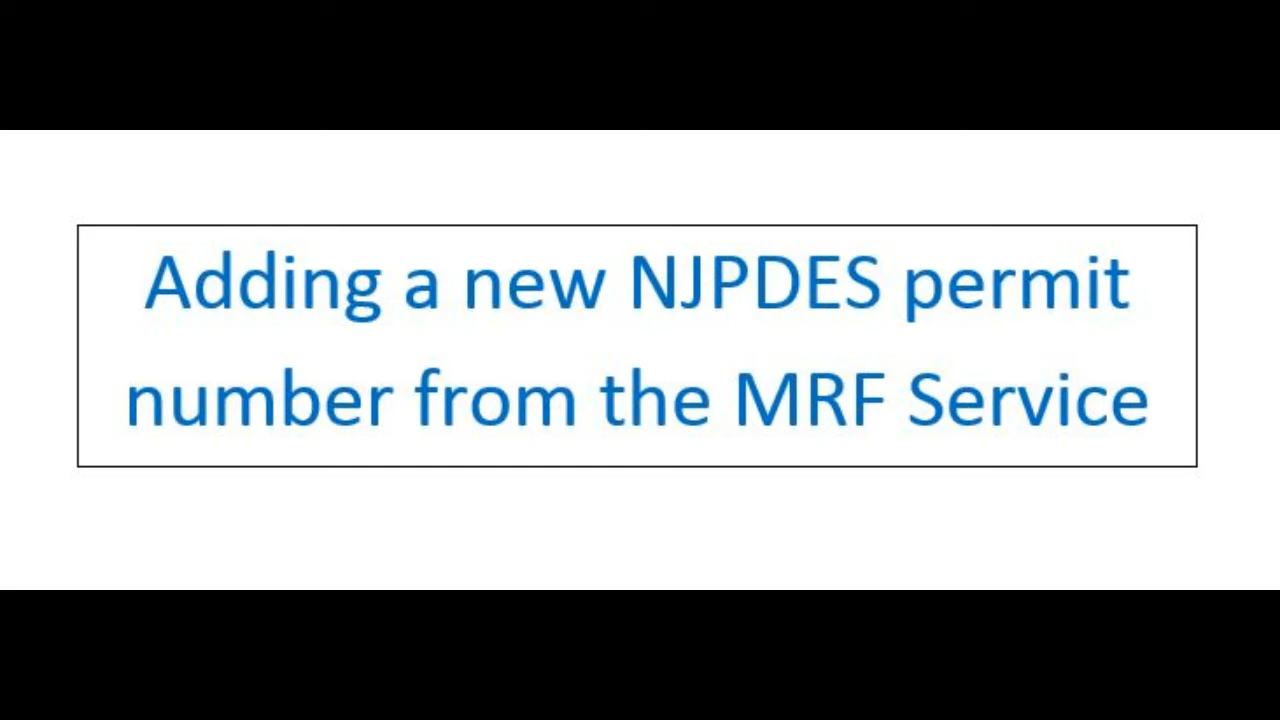 Adding a new NJPDES permit
number from the MRF Service